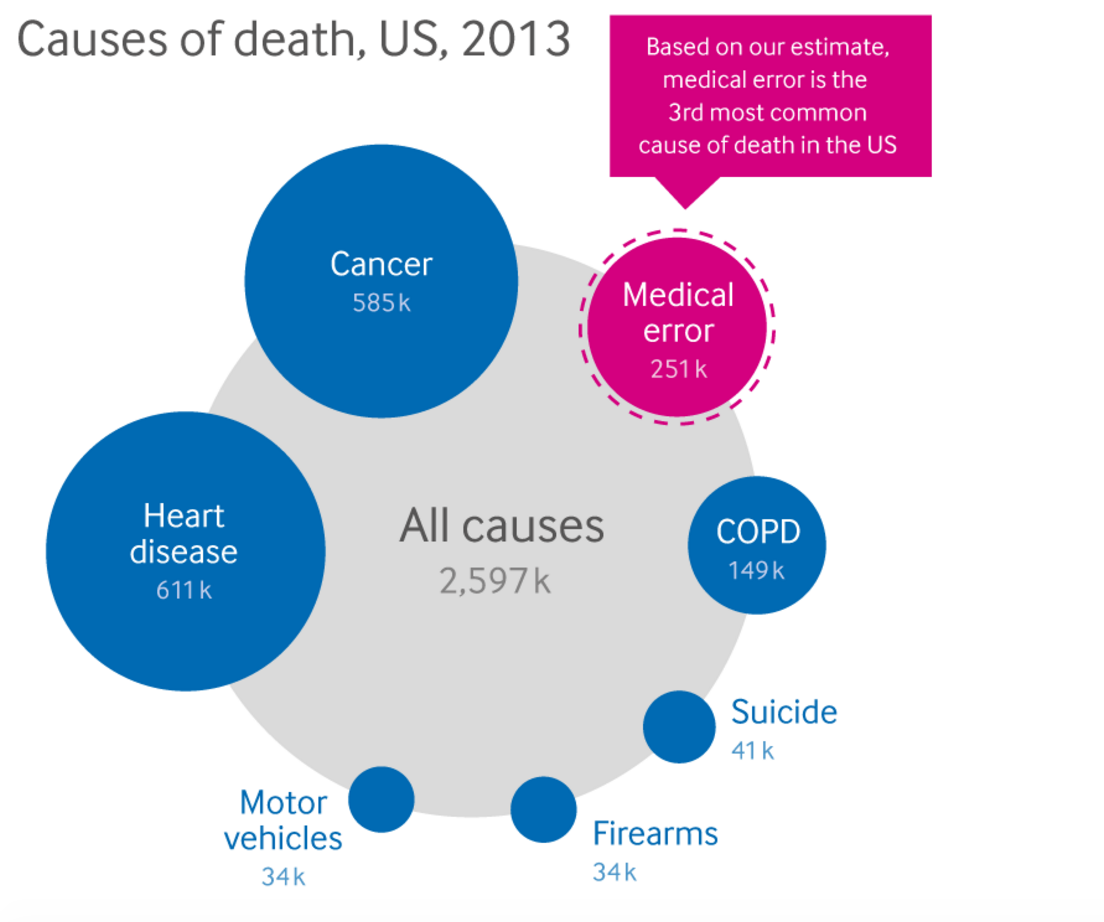 Causes of death, US, 2013
Based on our estimate,
medical error is the
3rd most common
cause of death in the US
Cancer
585k
Medical
error
251k
Heart
disease
611k
All causes
2,597k
COPD
149k
Suicide
41k
Motor
vehicles
34k
Firearms
34k